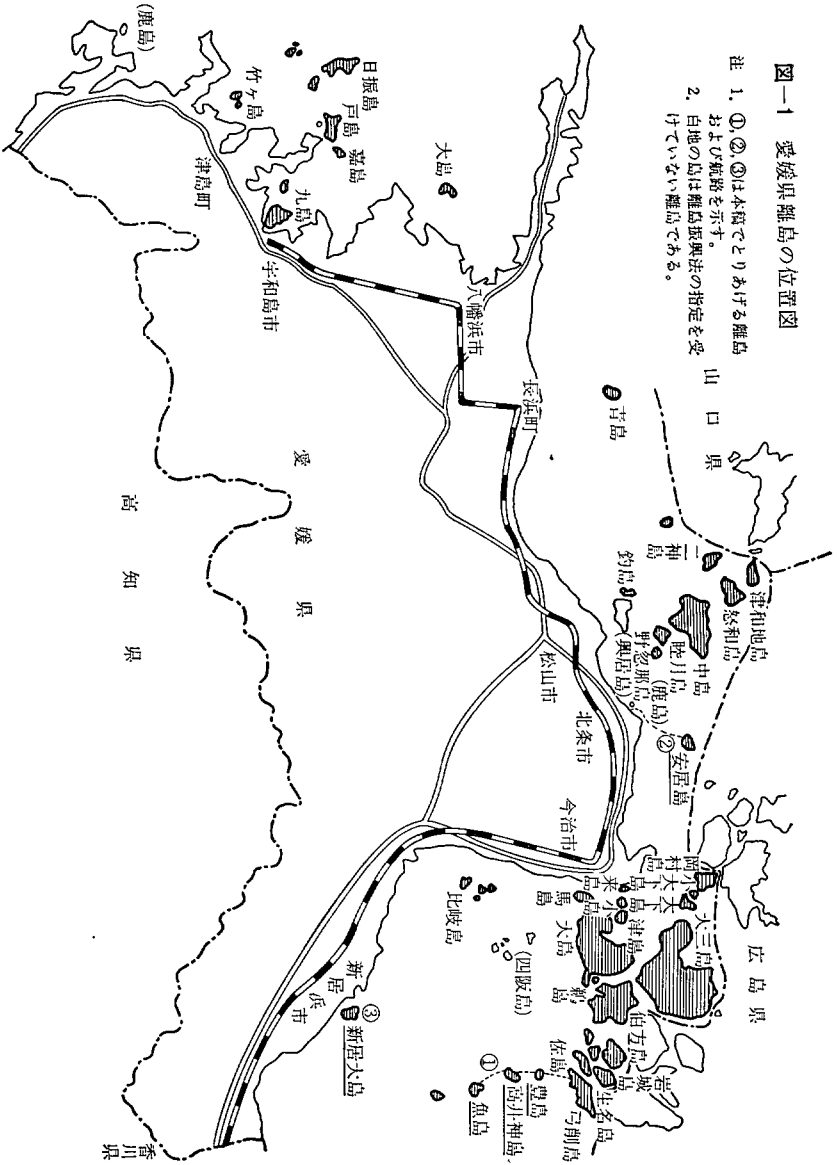 図—1　愛媛県離島の位置図
注　1. ①,②,③は本稿でとりあげる離島
および航路を示す。
2. 白地の島は離島振興法の指定を受
けていない離島である。
山口県
広島県
愛媛県
高知県
香川県
(鹿島)
日振島
戸島
嘉島
竹ヶ島
九島
大島
津島町
宇和島市
八幡浜市
長浜町
青島
二神島
津和地島
怒和島
中島
睦月島
野忽那島
釣島
(興居島)
(鹿島)
②
安居島
松山市
北条市
今治市
岡村島
小大下島
大下島
来島
小島
馬島
津島
大島
大三島
鵜島
伯方島
比岐島
(四阪島)
佐島
岩城島
生名島
弓削島
①
豊島
高井神島
魚島
新居浜市
③
新居大島